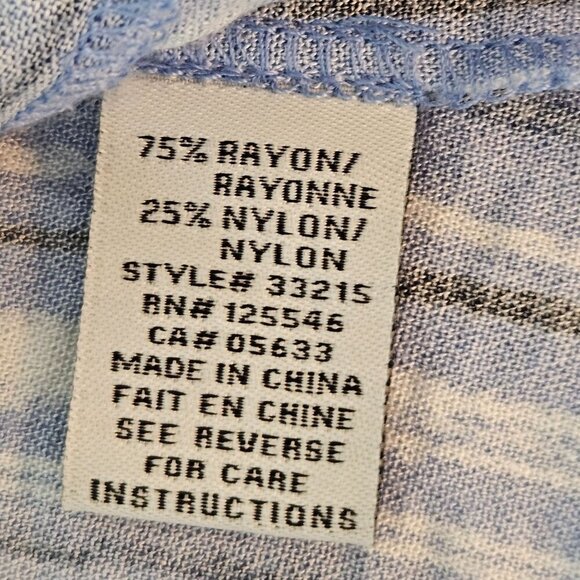 75% RAYON/
RAYONNE
25% NYLON/
NYLON
STYLE# 33215
RN# 125546
CA# 05633
MADE IN CHINA
FAIT EN CHINE
SEE REVERSE
FOR CARE
INSTRUCTIONS